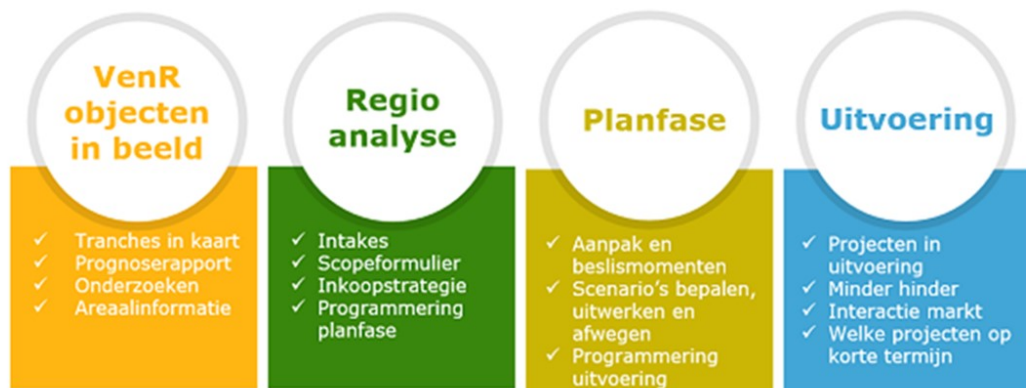 VenR
objecten
in beeld
✓ Tranches in kaart
✓ Prognoserapport
✓ Onderzoeken
✓ Areaalinformatie
Regio
analyse
✓ Intakes
✓ Scopeformulier
✓ Inkoopstrategie
✓ Programmering
planfase
Planfase
✓ Aanpak en
beslismomenten
✓ Scenario's bepalen,
uitwerken en
afwegen
✓ Programmering
uitvoering
Uitvoering
✓ Projecten in
uitvoering
✓ Minder hinder
✓ Interactie markt
✓ Welke projecten op
korte termijn